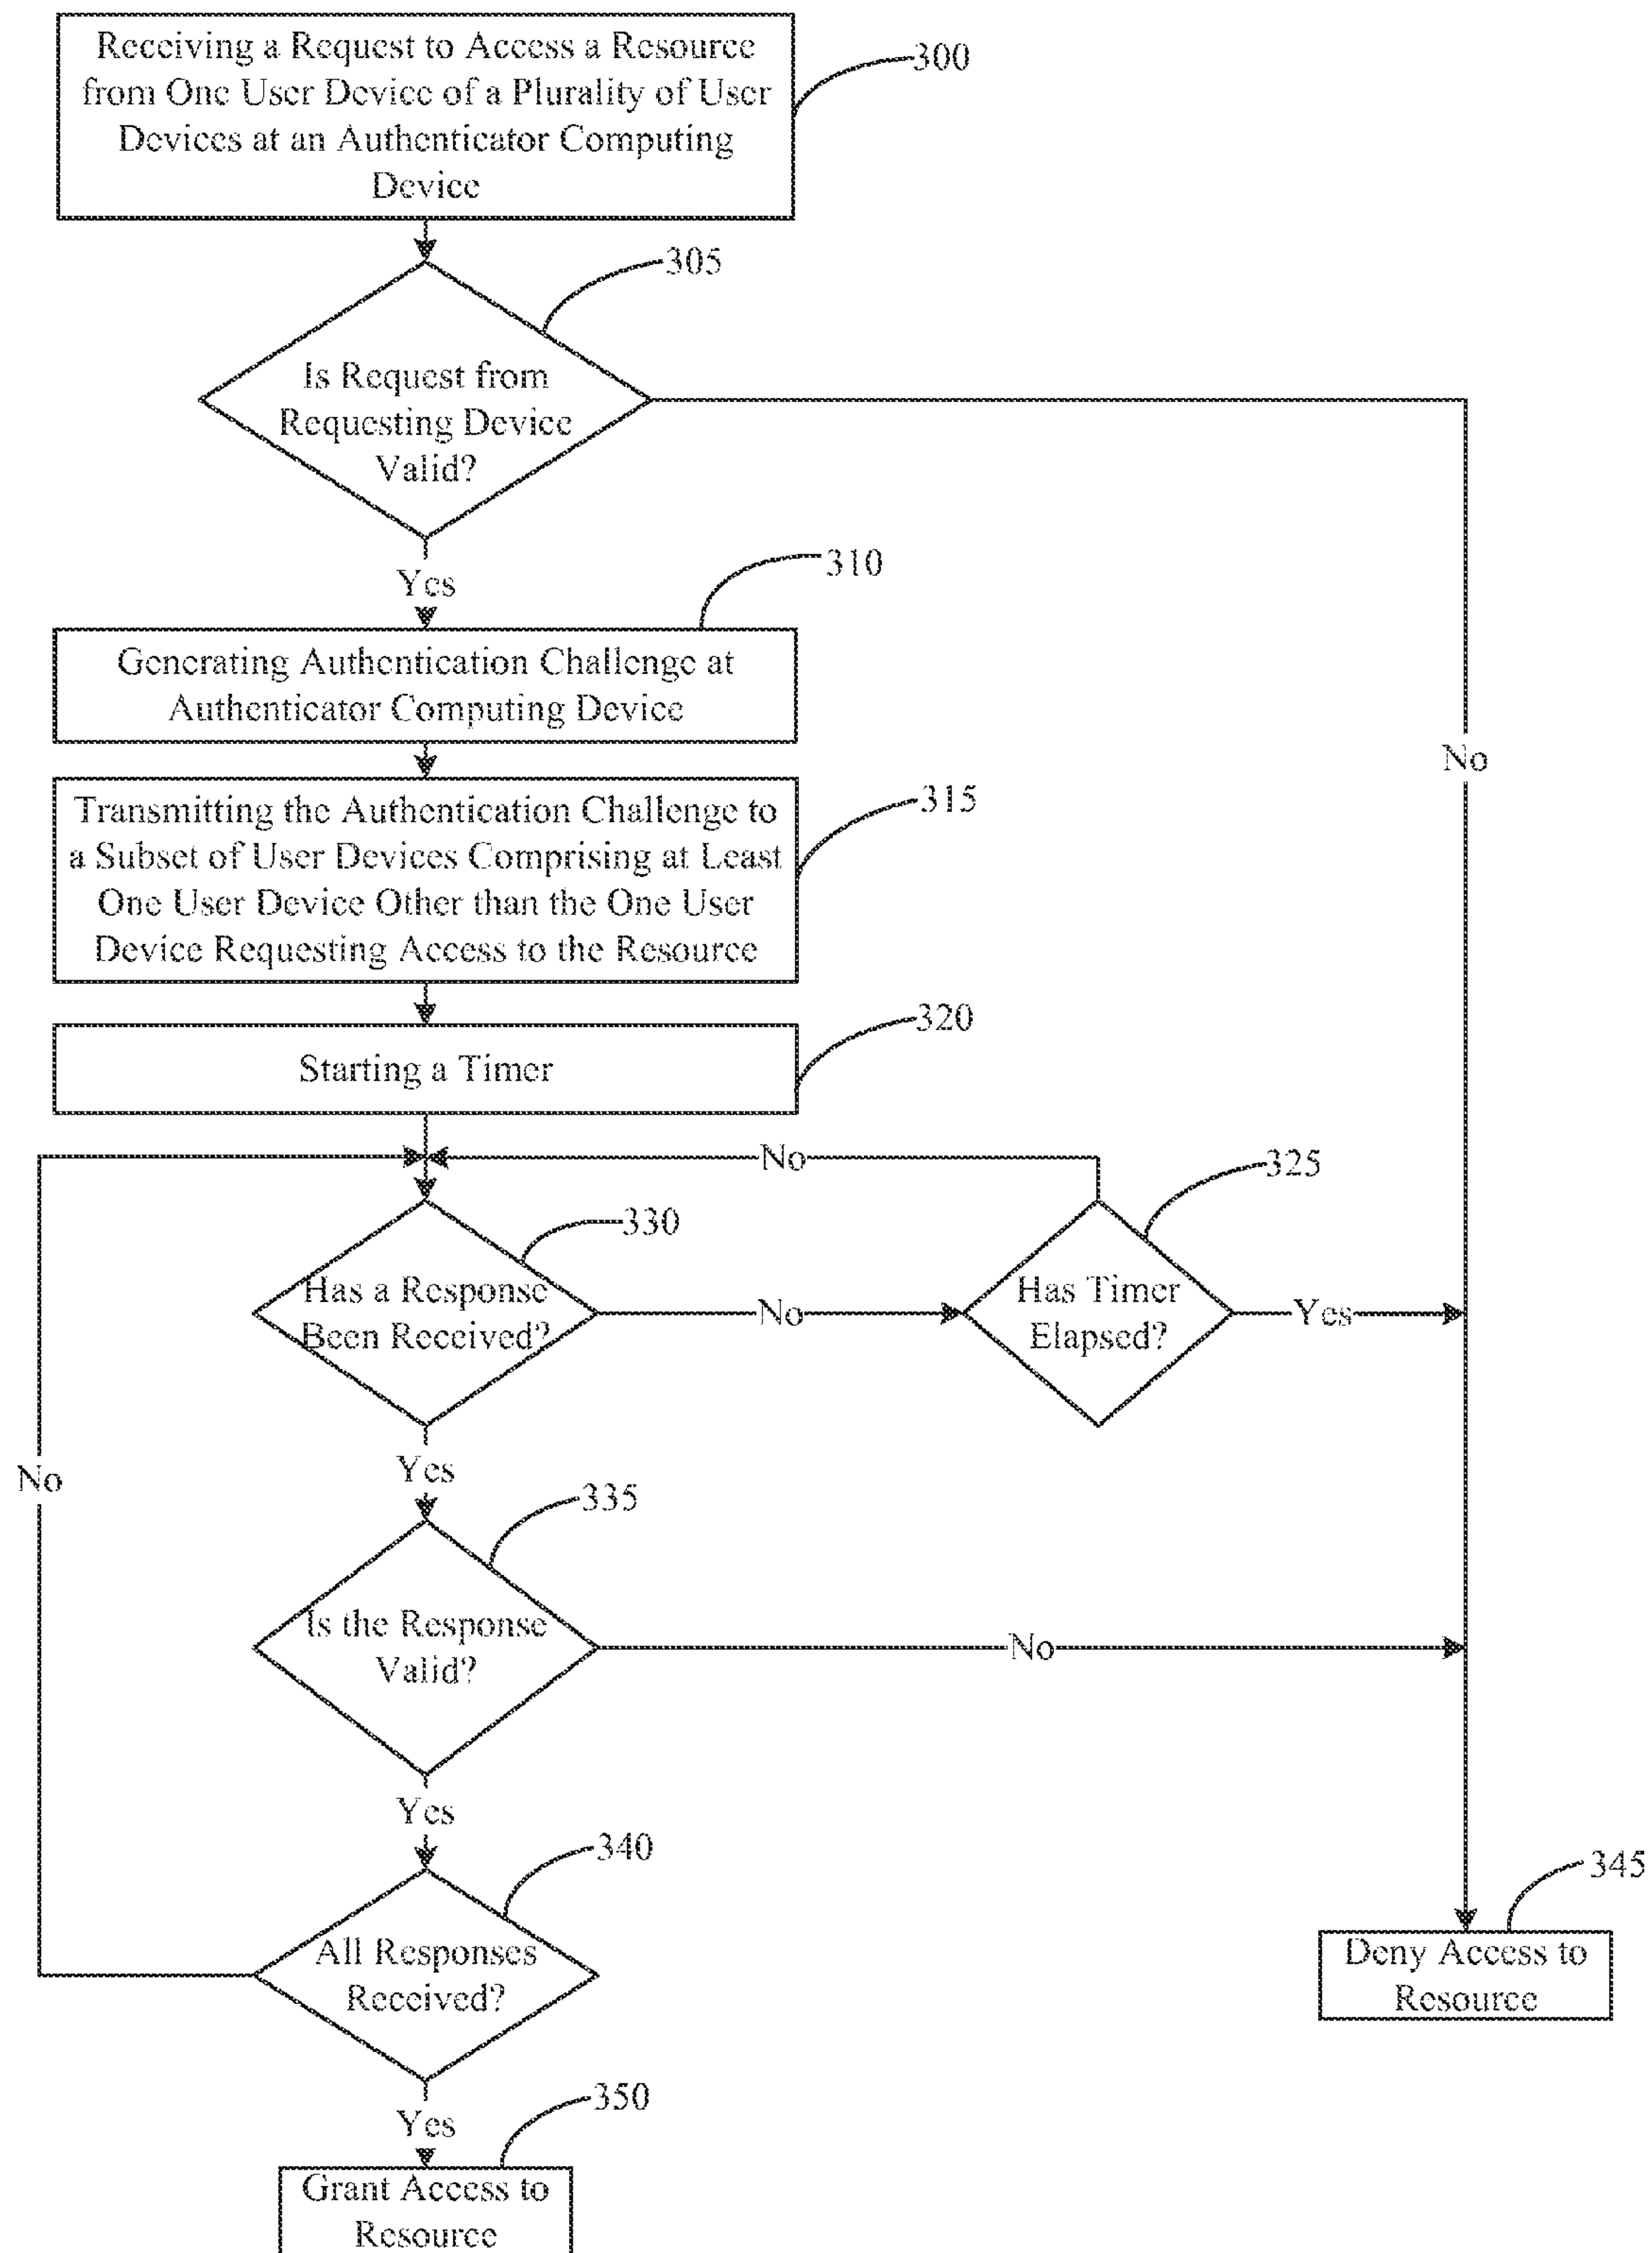 Receiving a Request to Access a Resource
from One User Device of a Plurality of User
Devices at an Authenticator Computing
Device
300
305
Is Request from
Requesting Device
Valid?
Yes
310
Generating Authentication Challenge at
Authenticator Computing Device
No
Transmitting the Authentication Challenge to
a Subset of User Devices Comprising at Least
One User Device Other than the One User
Device Requesting Access to the Resource
315
320
Starting a Timer
No
325
330
Has a Response
Been Received?
No
Has Timer
Elapsed?
Yes
Yes
No
335
Is the Response
Valid?
No
Yes
340
All Responses
Received?
345
Deny Access to
Resource
Yes
350
Grant Access to
Resource